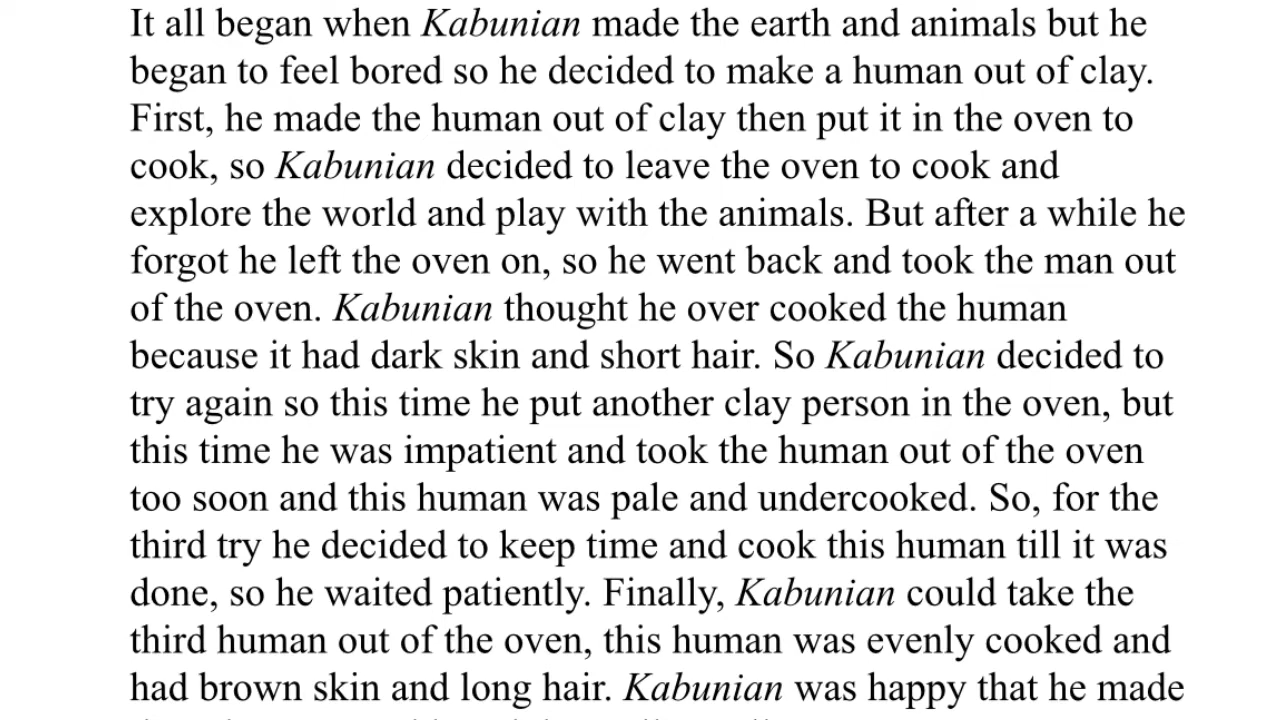 It all began when Kabunian made the earth and animals but he
began to feel bored so he decided to make a human out of clay.
First, he made the human out of clay then put it in the oven to
cook, so Kabunian decided to leave the oven to cook and
explore the world and play with the animals. But after a while he
forgot he left the oven on, so he went back and took the man out
of the oven. Kabunian thought he over cooked the human
because it had dark skin and short hair. So Kabunian decided to
try again so this time he put another clay person in the oven, but
this time he was impatient and took the human out of the oven
too soon and this human was pale and undercooked. So, for the
third try he decided to keep time and cook this human till it was
done, so he waited patiently. Finally, Kabunian could take the
third human out of the oven, this human was evenly cooked and
had brown skin and long hair. Kabunian was happy that he made